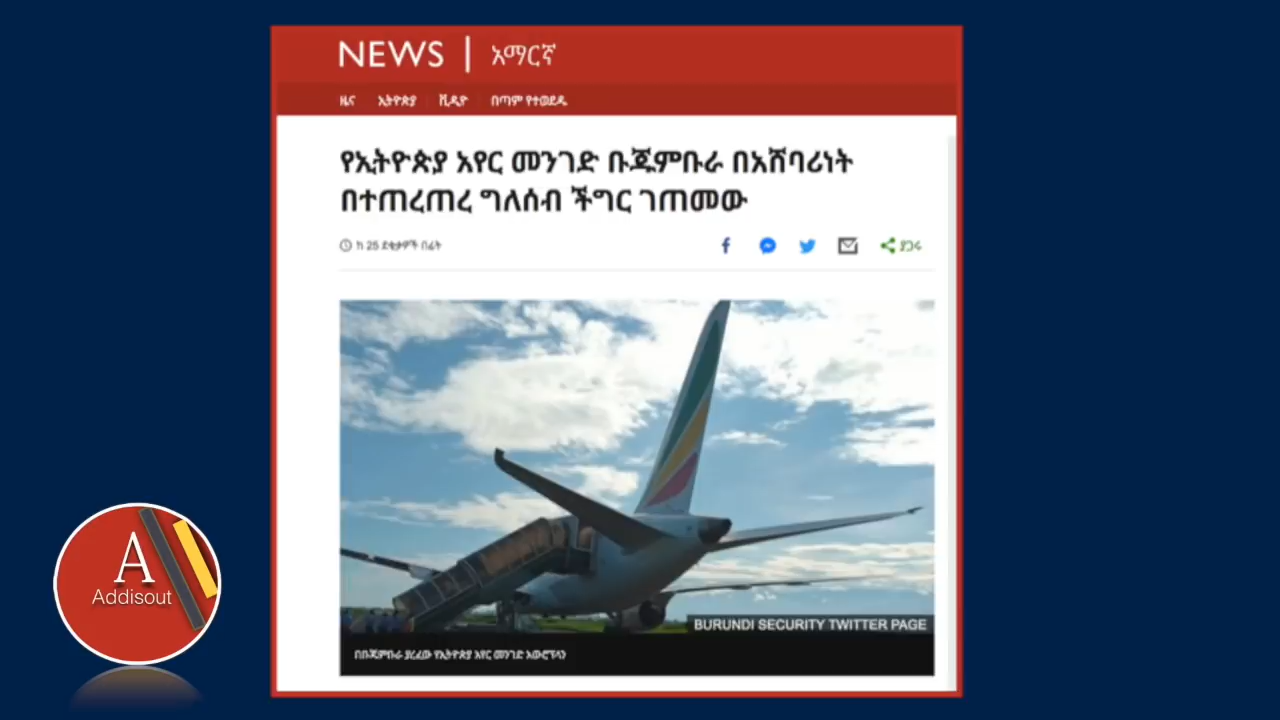 NEWS | አማርኛ
ዜና ኢትዮጵያ ቪዲዮ በጣም የተወደዱ
የኢትዮጵያ አየር መንገድ ቡጁምቡራ በአሸባሪነት
በተጠረጠረ ግለሰብ ችግር ገጠመው
ከ 25 ደቂቃዎች በፊት
ያጋሩ
BURUNDI SECURITY TWITTER PAGE
በቡጁምቡራ ያረፈው የኢትዮጵያ አየር መንገድ አውሮፕላን
A
Addisout